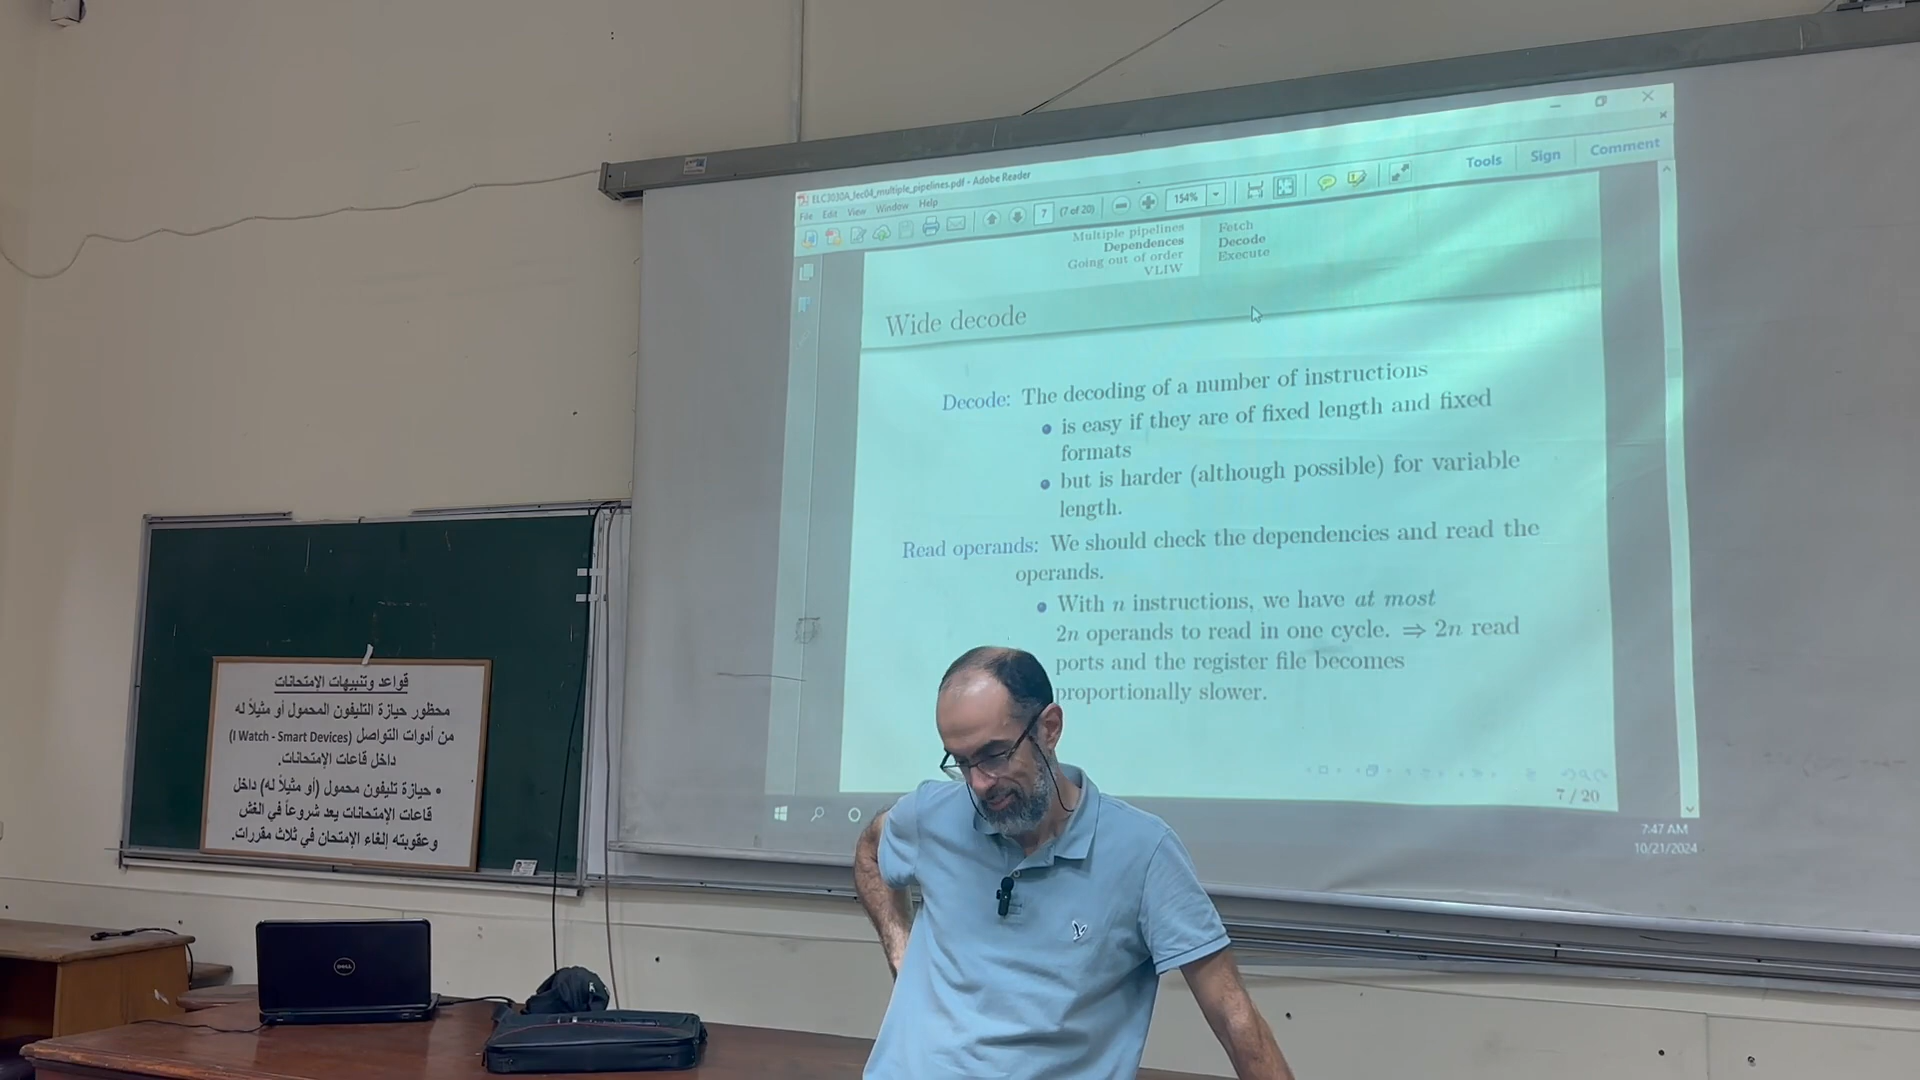 ELC3030A_lec04_multiple_pipelines.pdf - Adobe Reader
File Edit View Window Help
Tools Sign Comment
7 (7 of 20) 154%
Multiple pipelines
Dependences
Going out of order
VLIW
Fetch
Decode
Execute
Wide decode
Decode: The decoding of a number of instructions
is easy if they are of fixed length and fixed
formats
but is harder (although possible) for variable
length.
Read operands: We should check the dependencies and read the
operands.
With n instructions, we have at most
2n operands to read in one cycle. ⇒ 2n read
ports and the register file becomes
proportionally slower.
7 / 20
7:47 AM
10/21/2024
قواعد وتنبيهات الإمتحانات
محظور حيازة التليفون المحمول أو مثيلاً له
من أدوات التواصل (I Watch - Smart Devices)
داخل قاعات الإمتحانات.
• حيازة تليفون محمول (أو مثيلاً له) داخل
قاعات الإمتحانات يعد شروعاً في الغش
وعقوبته إلغاء الإمتحان في ثلاث مقررات.
DELL